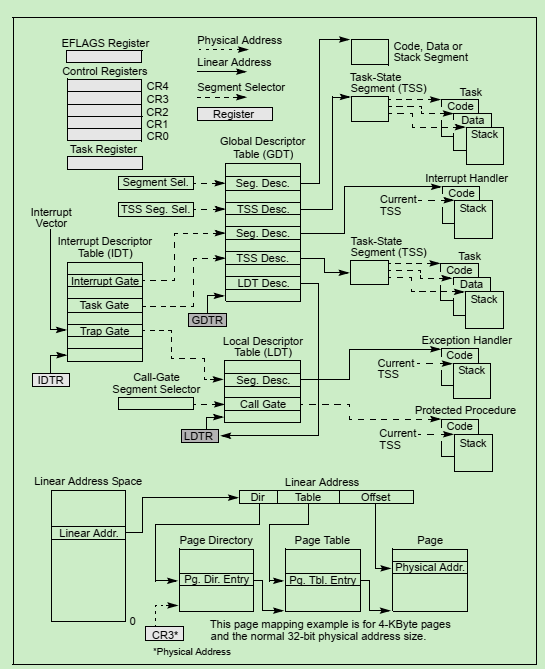 EFLAGS Register
Control Registers
CR4
CR3
CR2
CR1
CR0
Task Register
Physical Address
Linear Address
Segment Selector
Register
Global Descriptor
Table (GDT)
Code, Data or
Stack Segment
Task-State
Segment (TSS)
Task
Code
Data
Stack
Segment Sel.
Seg. Desc.
TSS Seg. Sel.
TSS Desc.
Interrupt Handler
Code
Current
TSS
Stack
Interrupt
Vector
Interrupt Descriptor
Table (IDT)
Seg. Desc.
TSS Desc.
LDT Desc.
Interrupt Gate
Task Gate
Trap Gate
GDTR
IDTR
Task-State
Segment (TSS)
Task
Code
Data
Stack
Local Descriptor
Table (LDT)
Exception Handler
Code
Current
TSS
Stack
Call-Gate
Segment Selector
Seg. Desc.
Call Gate
LDTR
Protected Procedure
Code
Current
TSS
Stack
Linear Address Space
Linear Addr.
0
Linear Address
Dir
Table
Offset
Page Directory
Page Table
Page
Pg. Dir. Entry
Pg. Tbl. Entry
Physical Addr.
CR3*
*Physical Address
This page mapping example is for 4-KByte pages
and the normal 32-bit physical address size.